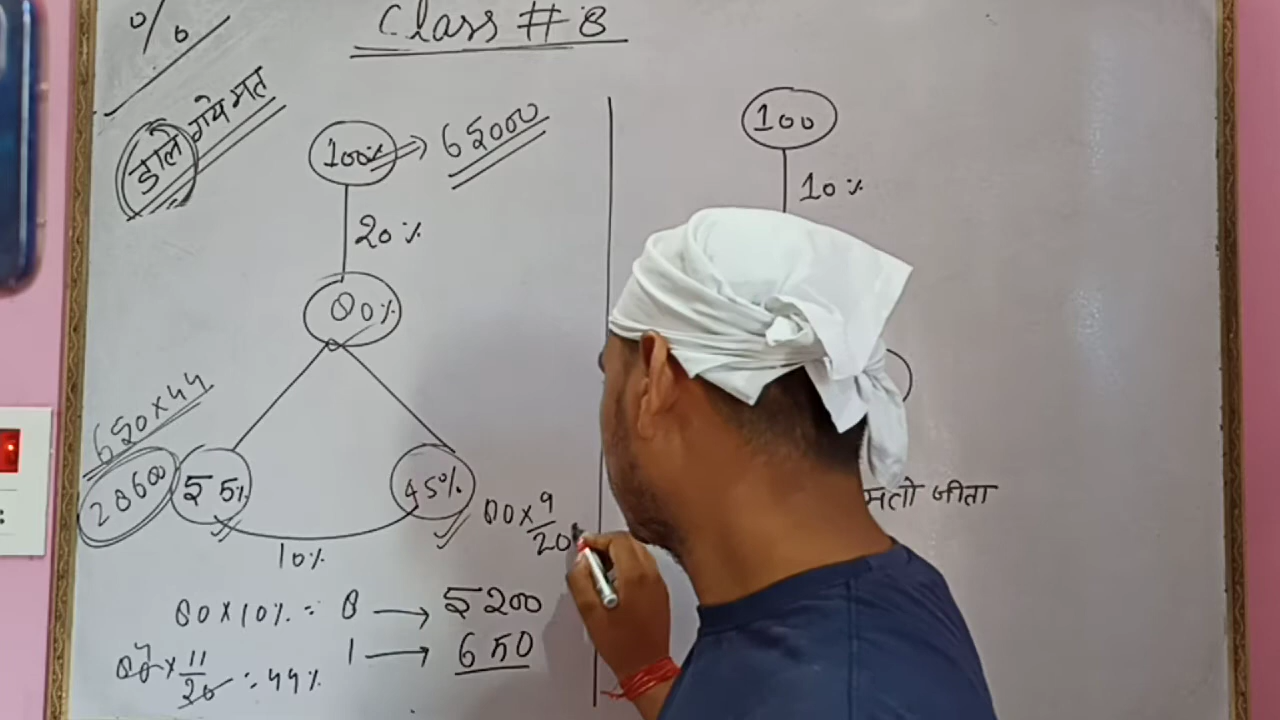 %
Class # 8
डाले गये मत
100% → 65000
20%
80%
650×44
28600
55%
45%
10%
80 × 9/20
80 × 10% = 8 → 5200
1 → 650
80 4 × 11/20 = 44%
100
10%
मतो जीता